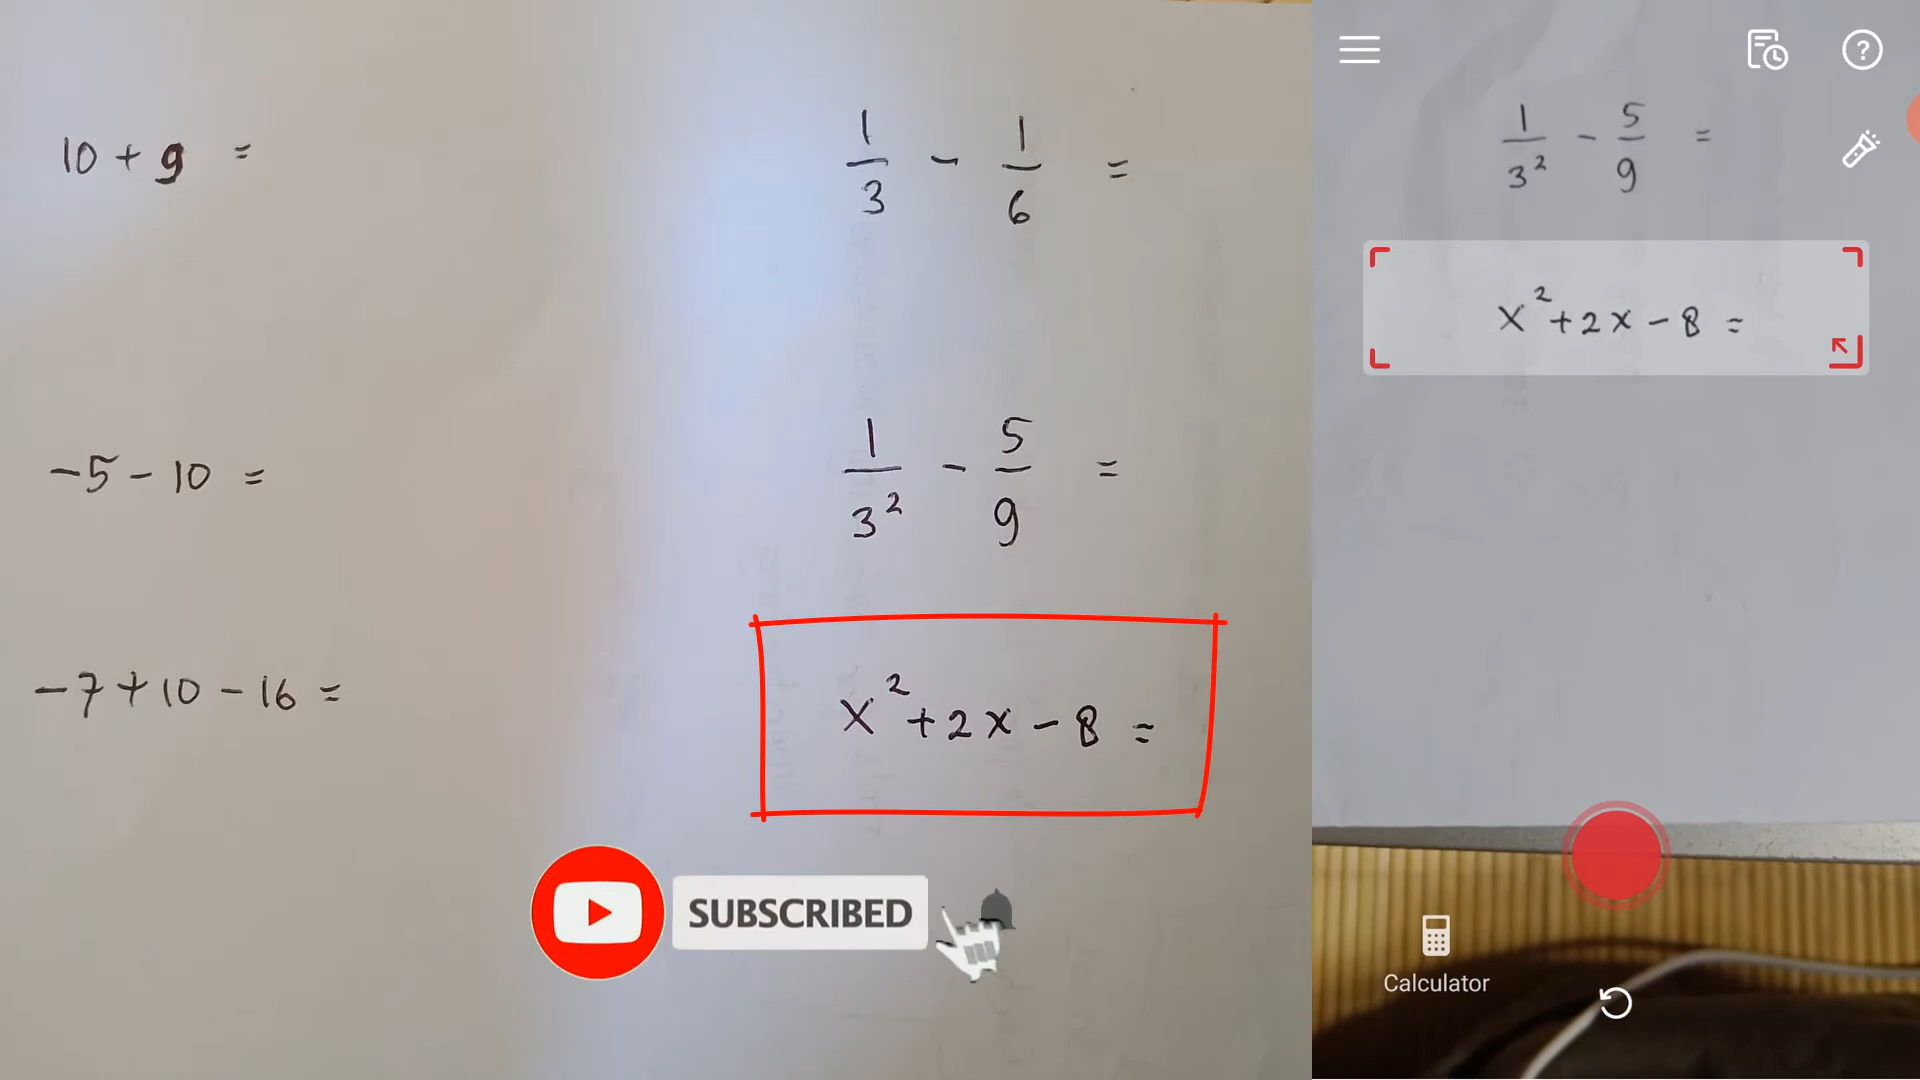 10 + 9 =
-5 - 10 =
-7 + 10 - 16 =
1/3 - 1/6 =
1/3² - 5/9 =
x² + 2x - 8 =
SUBSCRIBED
1/3² - 5/9 =
x² + 2x - 8 =
Calculator
?